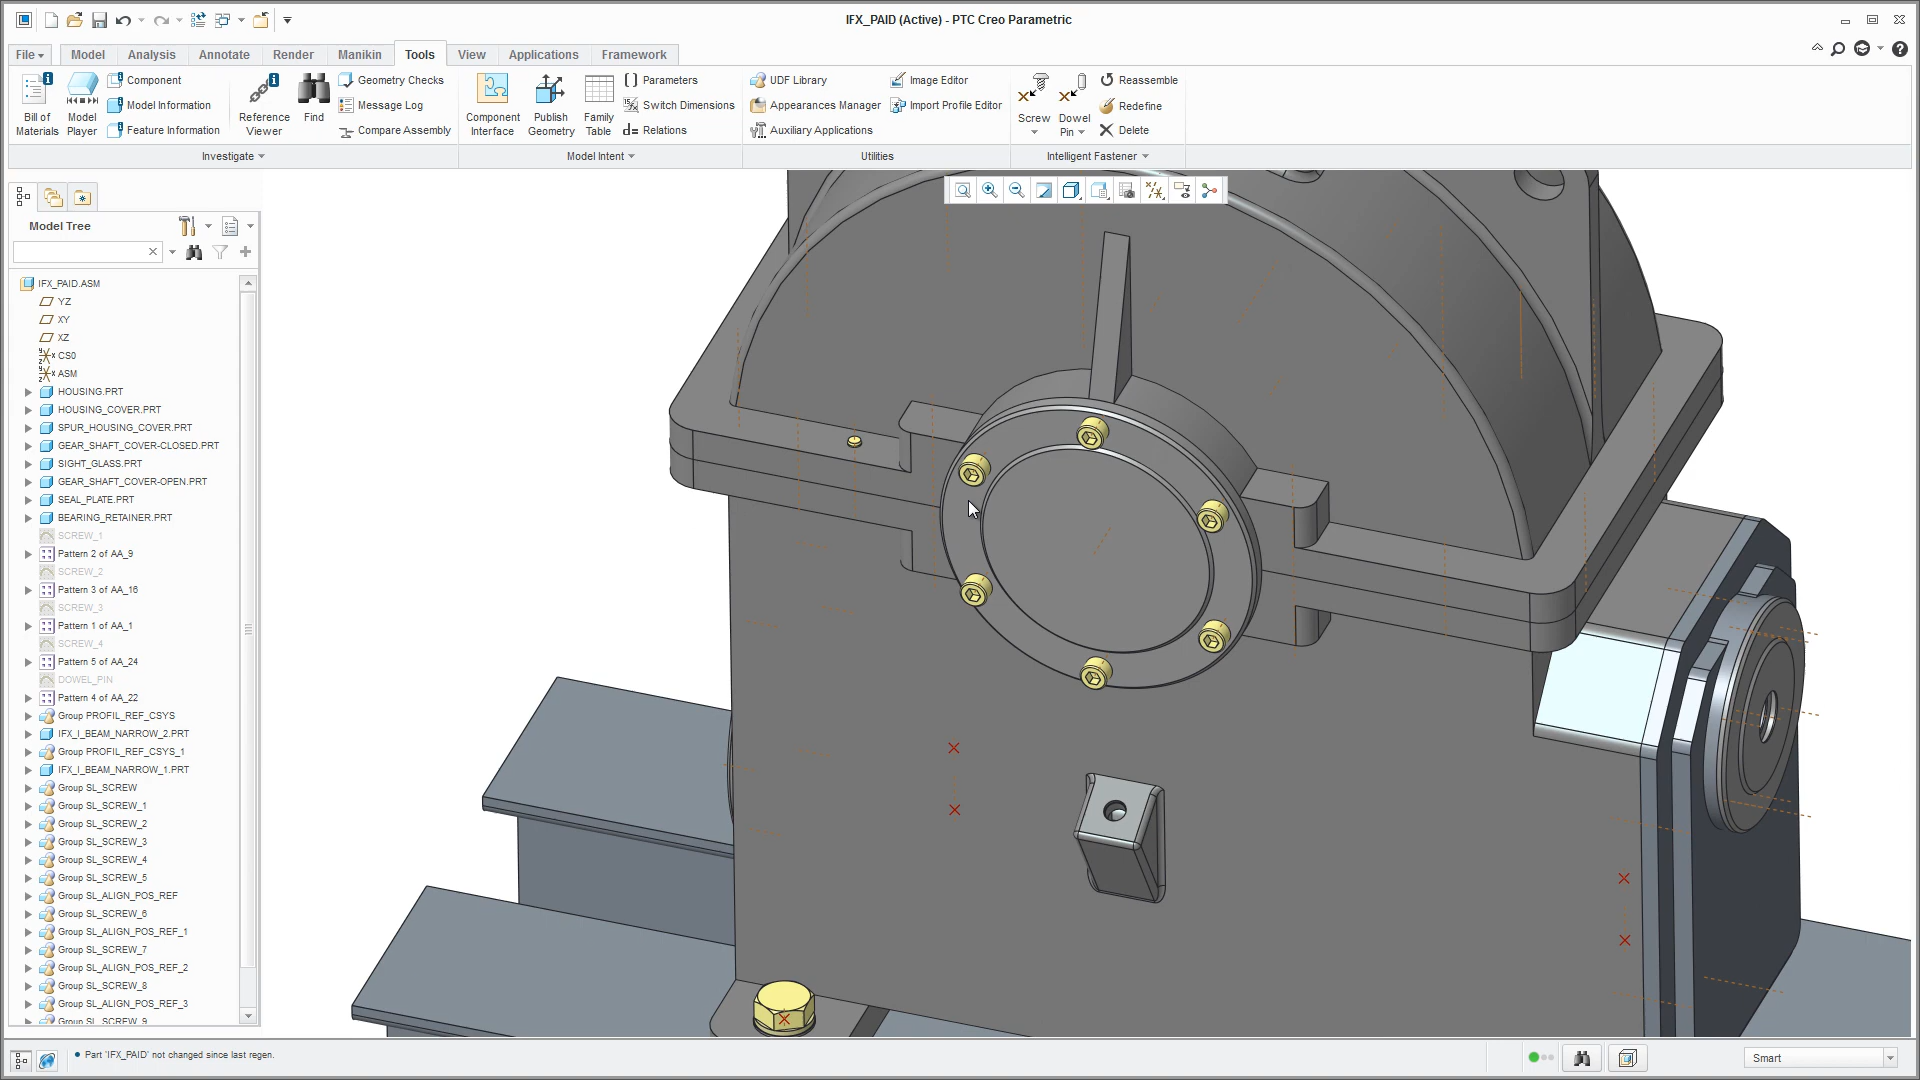 IFX_PAID (Active) - PTC Creo Parametric
File
Model
Analysis
Annotate
Render
Manikin
Tools
View
Applications
Framework
Bill of
Materials
Model
Player
Component
Model Information
Feature Information
Reference
Viewer
Find
Geometry Checks
Message Log
Compare Assembly
Component
Interface
Publish
Geometry
Family
Table
Parameters
Switch Dimensions
Relations
UDF Library
Appearances Manager
Auxiliary Applications
Image Editor
Import Profile Editor
Screw
Dowel
Pin
Reassemble
Redefine
Delete
Investigate
Model Intent
Utilities
Intelligent Fastener
Model Tree
IFX_PAID.ASM
YZ
XY
XZ
CS0
ASM
HOUSING.PRT
HOUSING_COVER.PRT
SPUR_HOUSING_COVER.PRT
GEAR_SHAFT_COVER-CLOSED.PRT
SIGHT_GLASS.PRT
GEAR_SHAFT_COVER-OPEN.PRT
SEAL_PLATE.PRT
BEARING_RETAINER.PRT
SCREW_1
Pattern 2 of AA_9
SCREW_2
Pattern 3 of AA_16
SCREW_3
Pattern 1 of AA_1
SCREW_4
Pattern 5 of AA_24
DOWEL_PIN
Pattern 4 of AA_22
Group PROFIL_REF_CSYS
IFX_I_BEAM_NARROW_2.PRT
Group PROFIL_REF_CSYS_1
IFX_I_BEAM_NARROW_1.PRT
Group SL_SCREW
Group SL_SCREW_1
Group SL_SCREW_2
Group SL_SCREW_3
Group SL_SCREW_4
Group SL_SCREW_5
Group SL_ALIGN_POS_REF
Group SL_SCREW_6
Group SL_ALIGN_POS_REF_1
Group SL_SCREW_7
Group SL_ALIGN_POS_REF_2
Group SL_SCREW_8
Group SL_ALIGN_POS_REF_3
Group SL_SCREW_9
Part 'IFX_PAID' not changed since last regen.
Smart